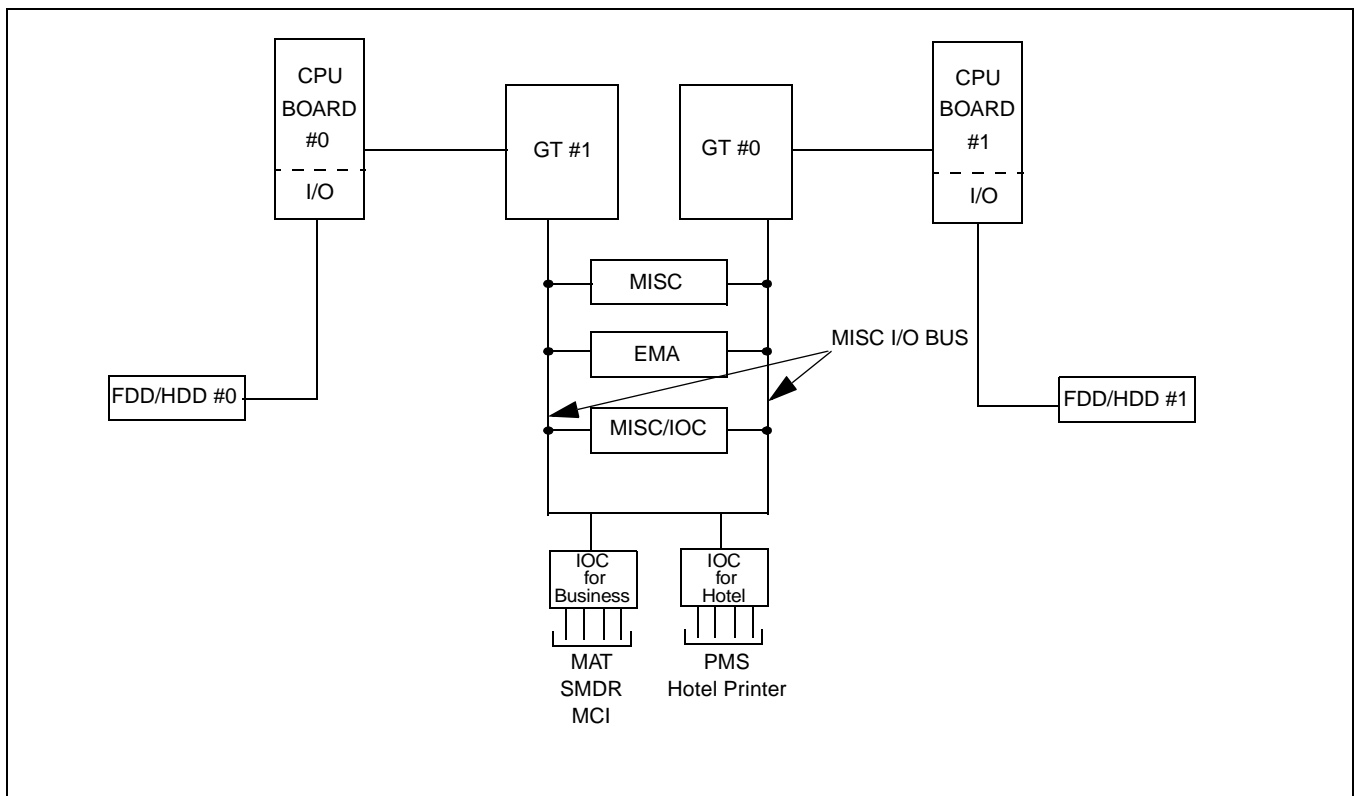 CPU
BOARD
#0
I/O
GT #1
GT #0
CPU
BOARD
#1
I/O
MISC
EMA
MISC I/O BUS
FDD/HDD #0
MISC/IOC
FDD/HDD #1
IOC
for
Business
IOC
for
Hotel
MAT
SMDR
MCI
PMS
Hotel Printer